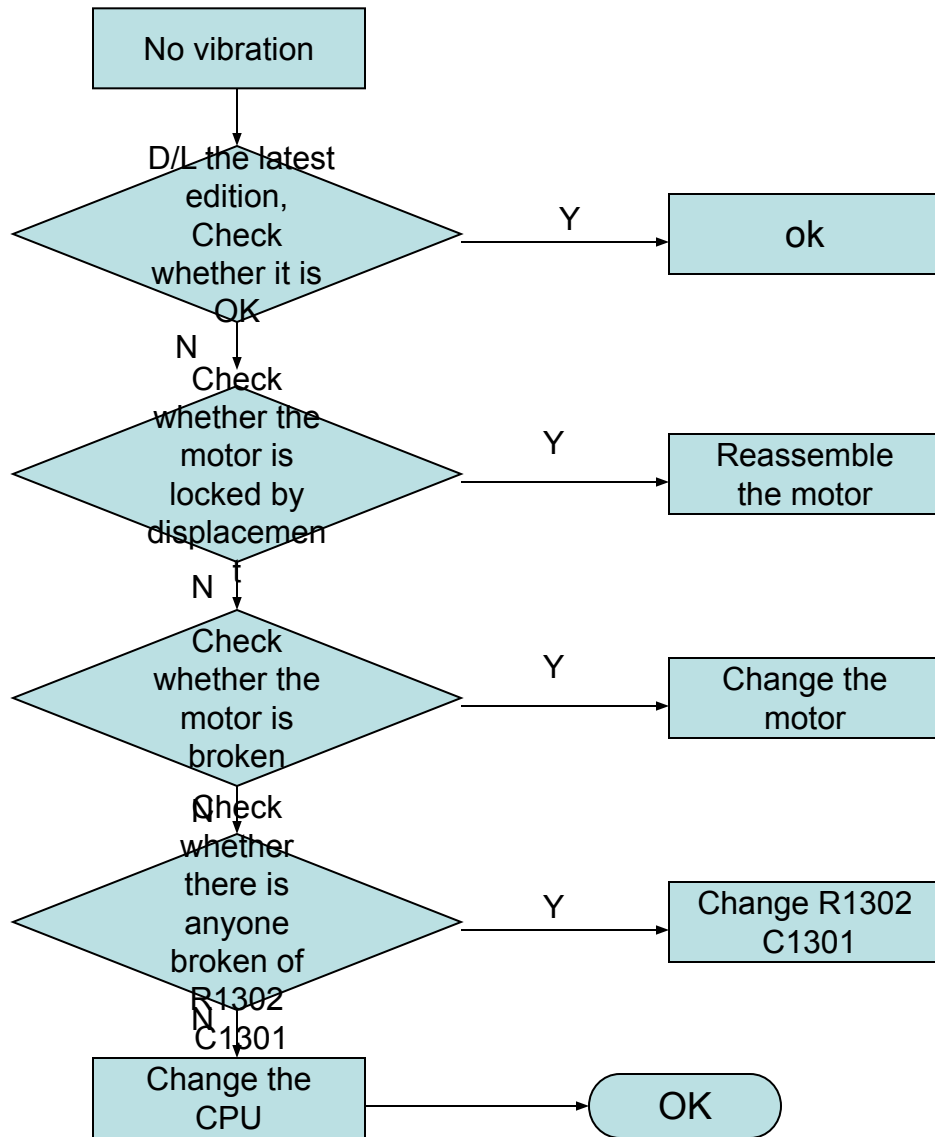 No vibration
D/L the latest
edition,
Check
whether it is
OK
Y
ok
N
Check
whether the
motor is
locked by
displacemen
t
Y
Reassemble
the motor
N
Check
whether the
motor is
broken
Y
Change the
motor
N
Check
whether
there is
anyone
broken of
R1302
C1301
Y
Change R1302
C1301
N
Change the
CPU
OK